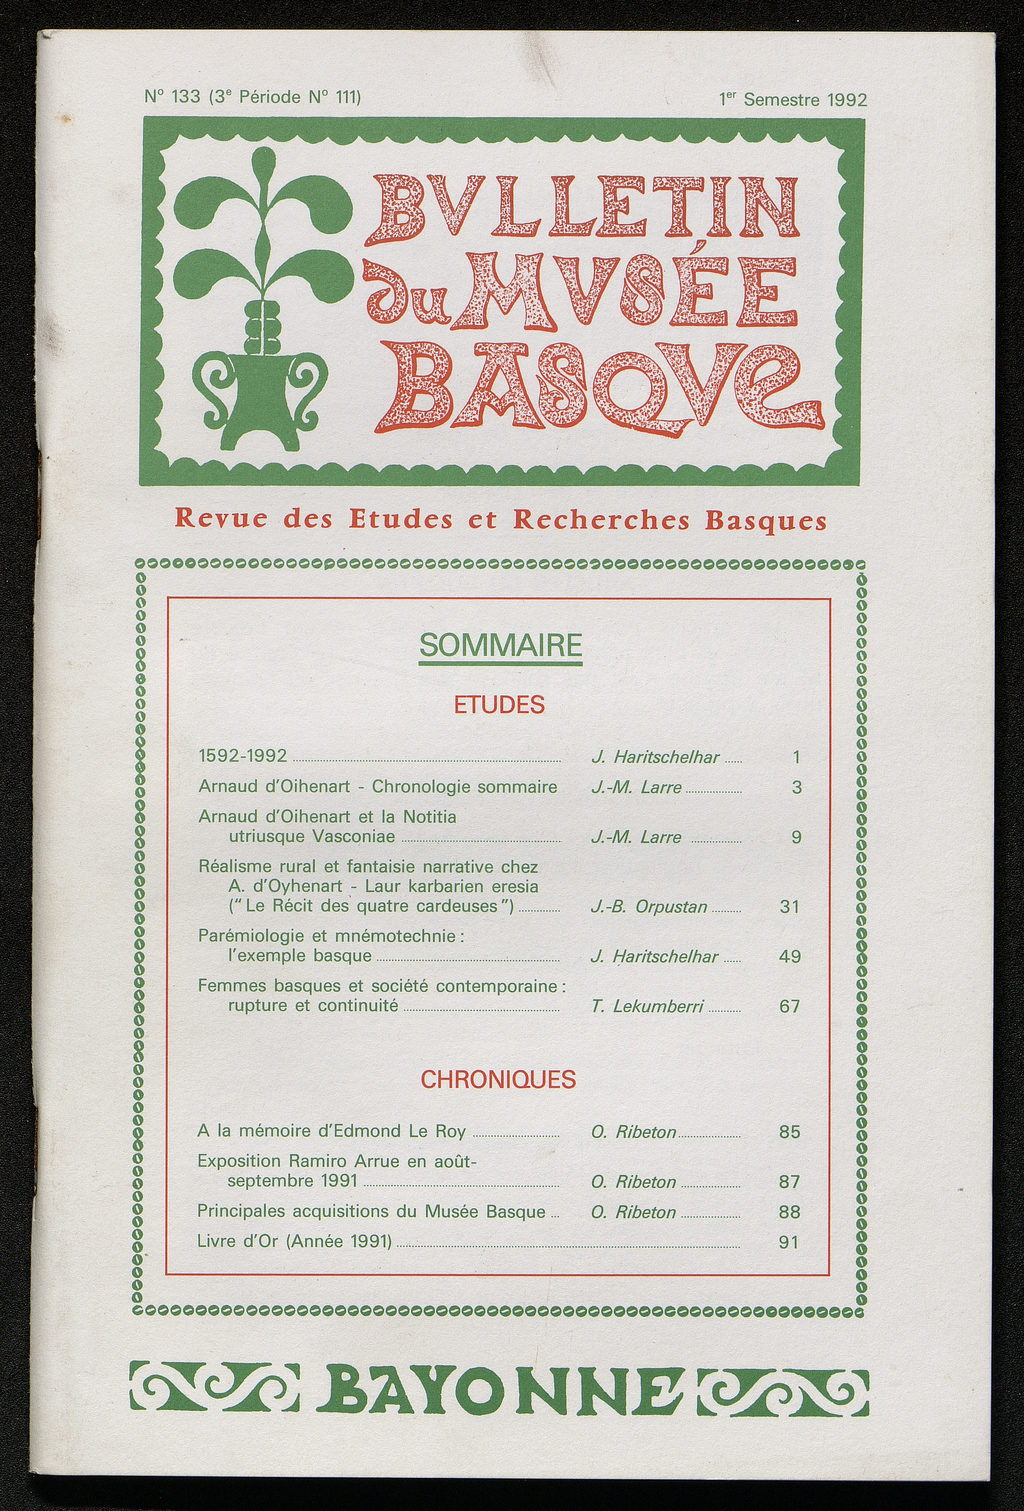 Nº 133 (3e Période Nº 111)
1er Semestre 1992
BVLLETIN
du MVSÉE
BASQVe
Revue des Etudes et Recherches Basques
SOMMAIRE
ETUDES
1592-1992 ........ J. Haritschelhar ...... 1
Arnaud d'Oihenart - Chronologie sommaire J.-M. Larre ........ 3
Arnaud d'Oihenart et la Notitia
utriusque Vasconiae ........ J.-M. Larre ........ 9
Réalisme rural et fantaisie narrative chez
A. d'Oyhenart - Laur karbarien eresia
("Le Récit des quatre cardeuses") ........ J.-B. Orpustan ........ 31
Parémiologie et mnémotechnie :
l'exemple basque ........ J. Haritschelhar ...... 49
Femmes basques et société contemporaine :
rupture et continuité ........ T. Lekumberri ........ 67
CHRONIQUES
A la mémoire d'Edmond Le Roy ........ O. Ribeton ........ 85
Exposition Ramiro Arrue en août-
septembre 1991 ........ O. Ribeton ........ 87
Principales acquisitions du Musée Basque ... O. Ribeton ........ 88
Livre d'Or (Année 1991) ........ 91
BAYONNE